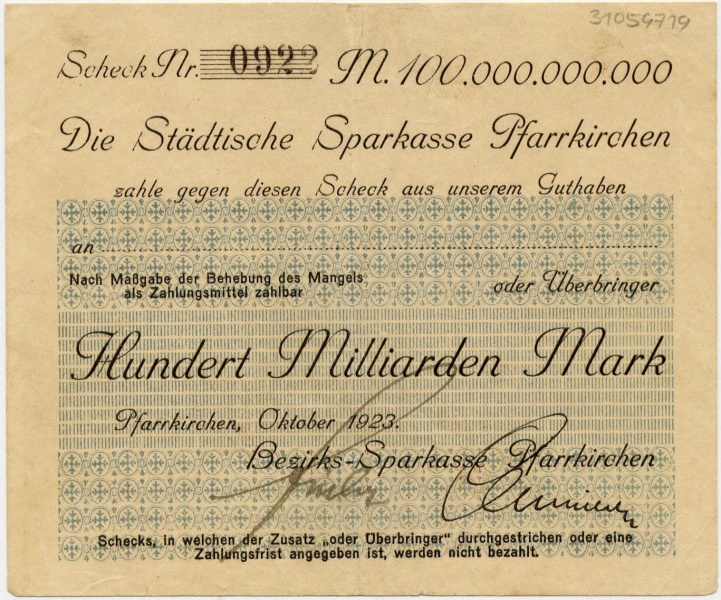 31059719
Scheck Nr. 0922 M. 100.000.000.000
Die Städtische Sparkasse Pfarrkirchen
zahle gegen diesen Scheck aus unserem Guthaben
an
Nach Maßgabe der Behebung des Mangels
als Zahlungsmittel zahlbar
oder Überbringer
Hundert Milliarden Mark
Pfarrkirchen, Oktober 1923.
Bezirks-Sparkasse Pfarrkirchen
Schecks, in welchen der Zusatz „oder Überbringer" durchgestrichen oder eine
Zahlungsfrist angegeben ist, werden nicht bezahlt.